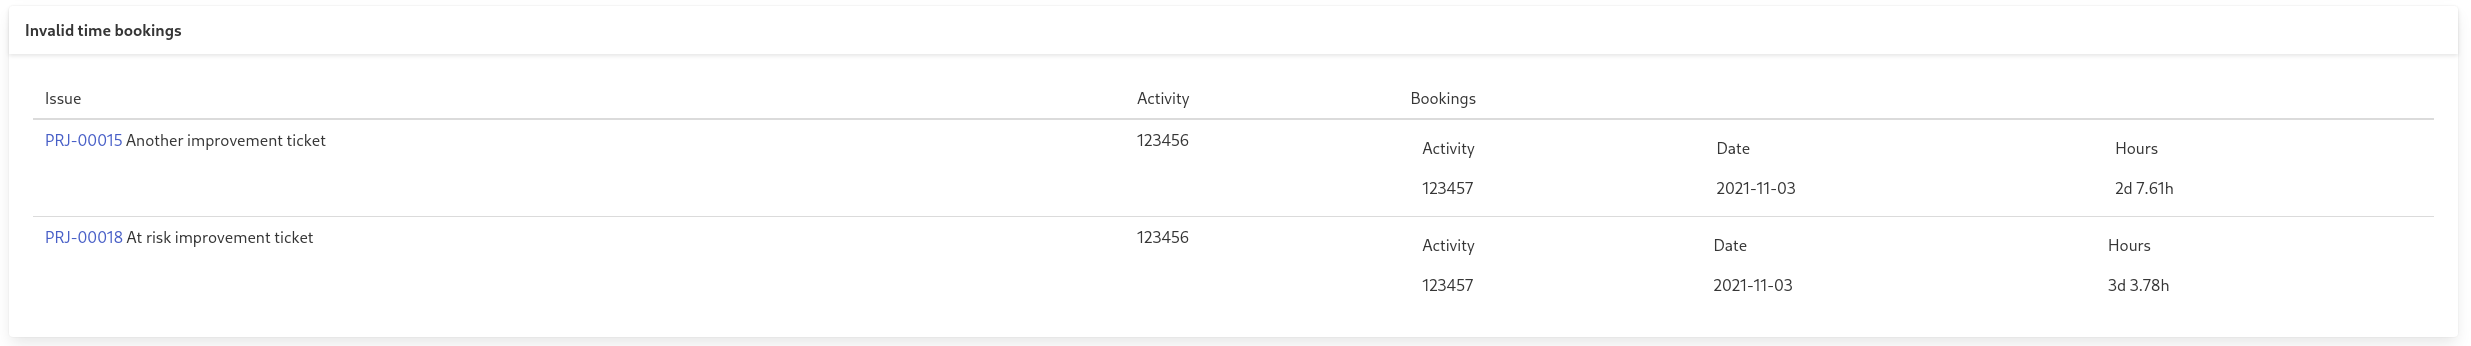 Invalid time bookings
Issue Activity Bookings
PRJ-00015 Another improvement ticket 123456
Activity Date Hours
123457 2021-11-03 2d 7.61h
PRJ-00018 At risk improvement ticket 123456
Activity Date Hours
123457 2021-11-03 3d 3.78h